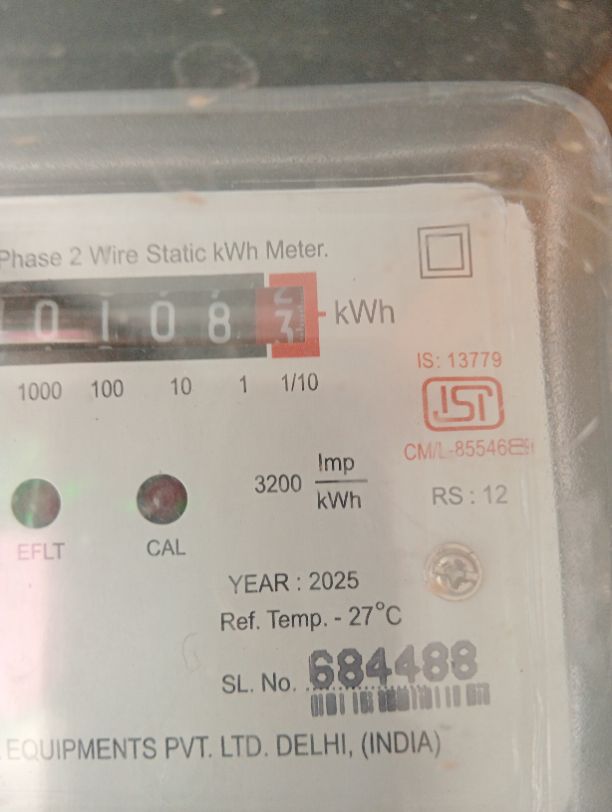 Phase 2 Wire Static kWh Meter.
0 1 0 8 3 kWh
1000 100 10 1 1/10
IS: 13779
ISI
CM/L-85546
3200 Imp/kWh
RS : 12
EFLT CAL
YEAR : 2025
Ref. Temp. - 27°C
SL. No. 684488
EQUIPMENTS PVT. LTD. DELHI, (INDIA)